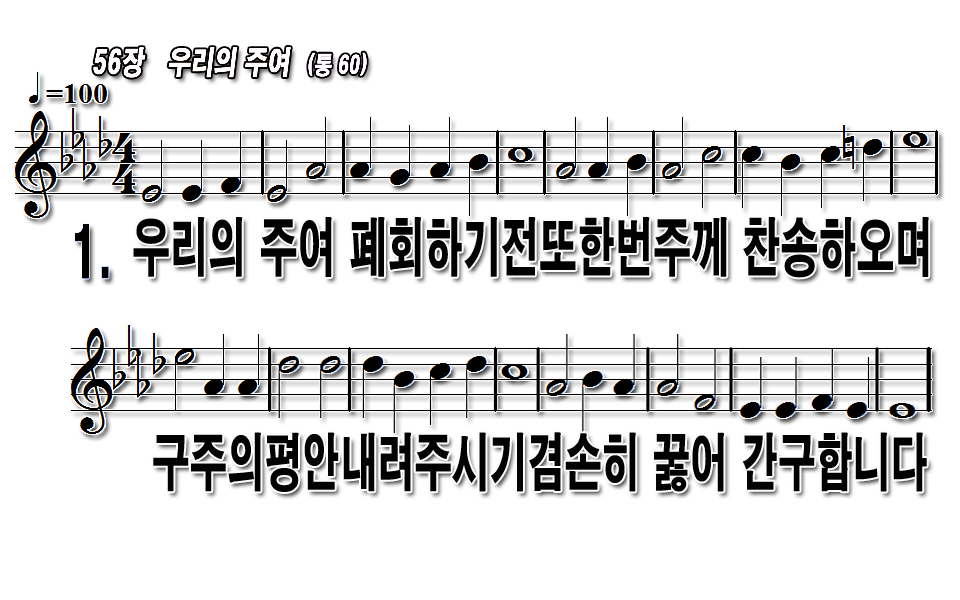 56장 우리의 주여 (통 60)
♩=100
4
4
1. 우리의 주여 폐회하기전또한번주께 찬송하오며
구주의평안내려주시기겸손히 꿇어 간구합니다